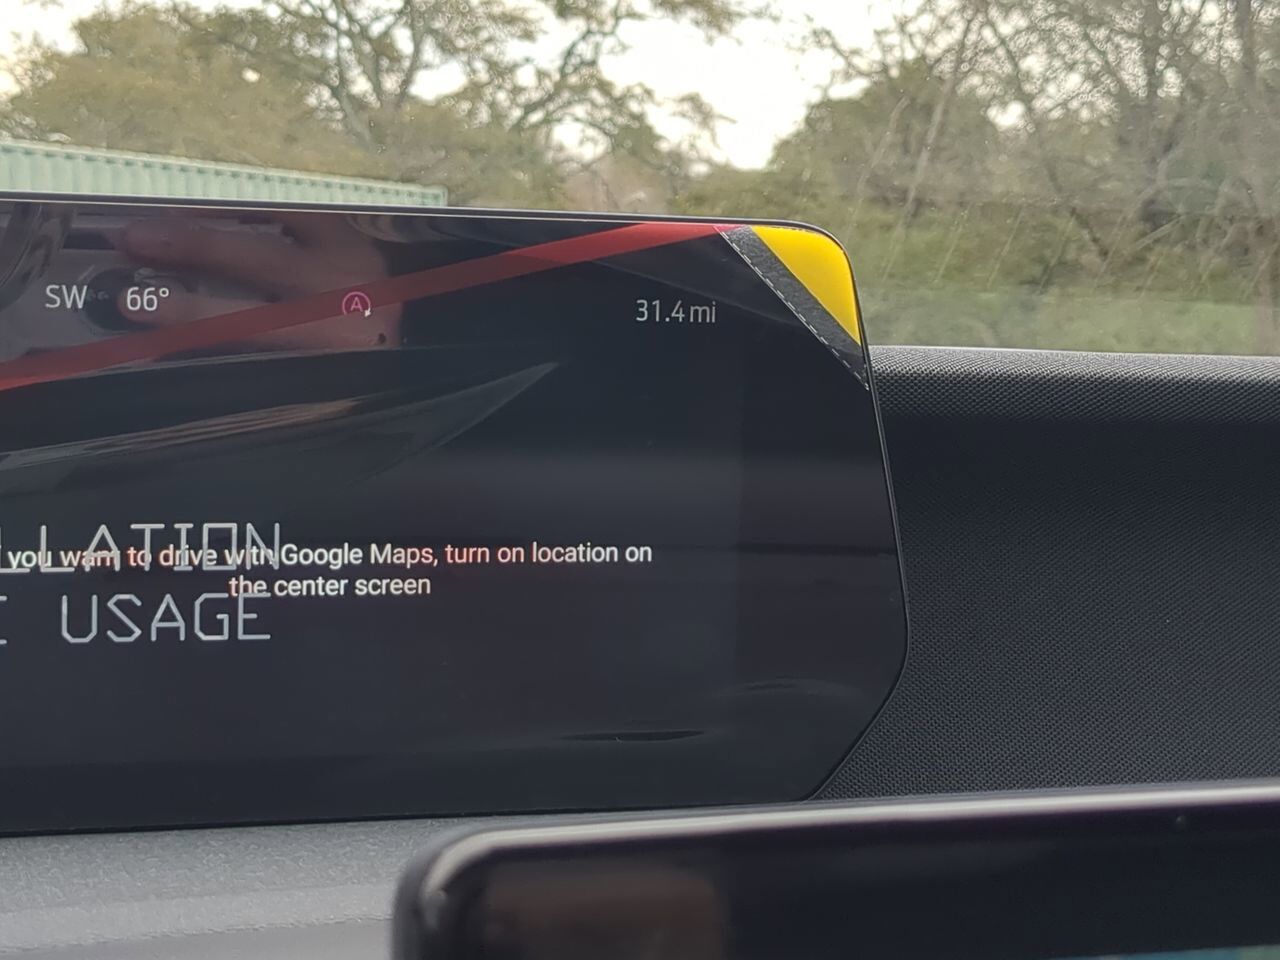 SW 66° A 31.4 mi
LLATION
you want to drive with Google Maps, turn on location on
the center screen
USAGE